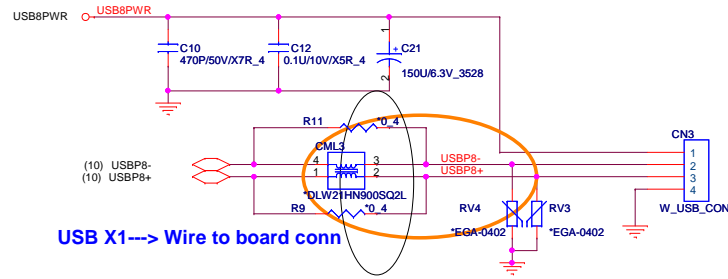 USB8PWR
USB8PWR
C10
470P/50V/X7R_4
C12
0.1U/10V/X5R_4
1
+
C21
2
150U/6.3V_3528
R11
*0_4
CML3
CN3
(10) USBP8-
4
3
USBP8-
1
(10) USBP8+
1
2
USBP8+
2
3
4
*DLW21HN900SQ2L
R9
*0_4
RV4
RV3
*EGA-0402
*EGA-0402
W_USB_CON
USB X1---> Wire to board conn